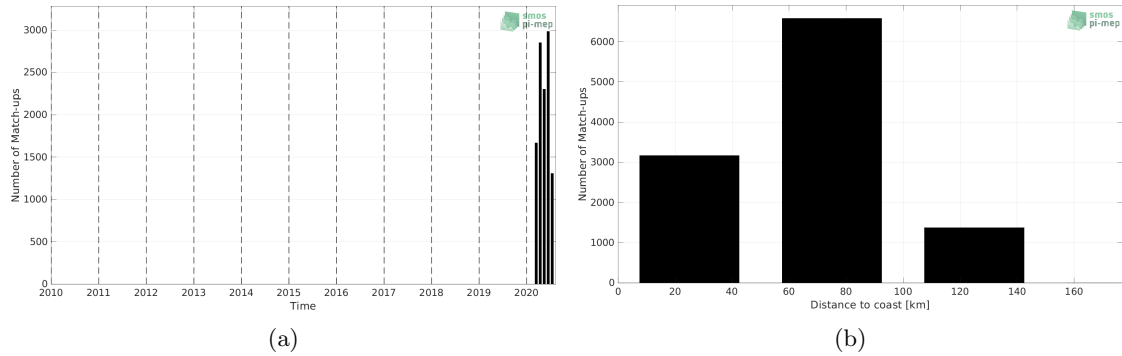 smos
pi-mep
3000
2500
2000
1500
1000
500
0
Number of Match-ups
2010 2011 2012 2013 2014 2015 2016 2017 2018 2019 2020
Time
(a)
smos
pi-mep
6000
5000
4000
3000
2000
1000
0
Number of Match-ups
0 20 40 60 80 100 120 140 160
Distance to coast [km]
(b)